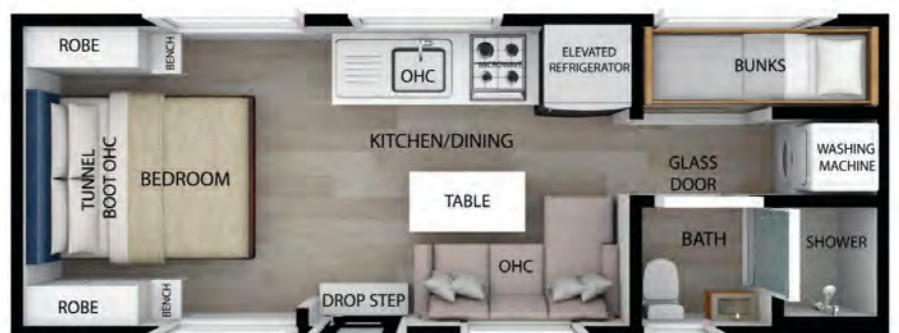 ROBE
BENCH
OHC
MICROWAVE
ELEVATED
REFRIGERATOR
BUNKS
KITCHEN/DINING
TUNNEL
BOOT OHC
BEDROOM
GLASS
DOOR
WASHING
MACHINE
TABLE
BATH
SHOWER
OHC
ROBE
BENCH
DROP STEP